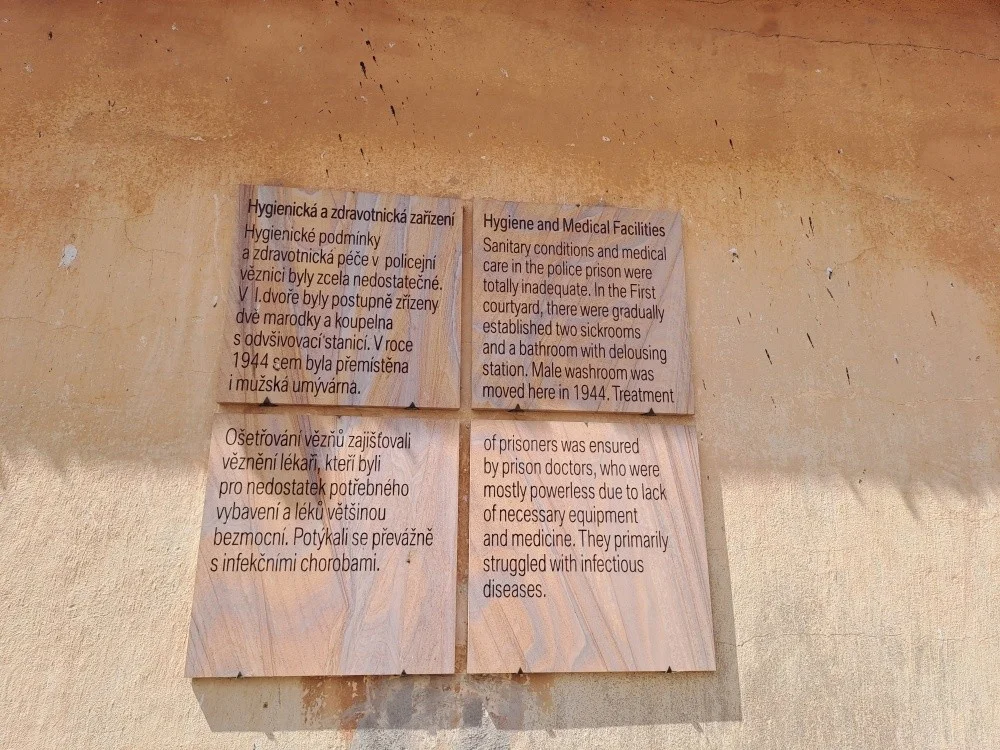 Hygienická a zdravotnická zařízení
Hygienické podmínky
a zdravotnická péče v policejní
věznici byly zcela nedostatečné.
V I.dvoře byly postupně zřízeny
dvě marodky a koupelna
s odvšivovací stanicí. V roce
1944 sem byla přemístěna
i mužská umývárna.
Ošetřování vězňů zajišťovali
věznění lékaři, kteří byli
pro nedostatek potřebného
vybavení a léků většinou
bezmocní. Potýkali se převážně
s infekčními chorobami.
Hygiene and Medical Facilities
Sanitary conditions and medical
care in the police prison were
totally inadequate. In the First
courtyard, there were gradually
established two sickrooms
and a bathroom with delousing
station. Male washroom was
moved here in 1944. Treatment
of prisoners was ensured
by prison doctors, who were
mostly powerless due to lack
of necessary equipment
and medicine. They primarily
struggled with infectious
diseases.